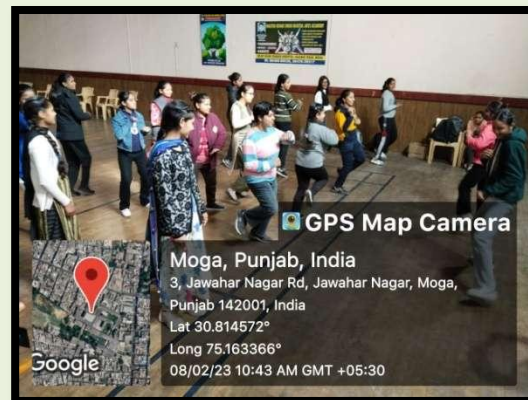 GPS Map Camera
Moga, Punjab, India
3, Jawahar Nagar Rd, Jawahar Nagar, Moga,
Punjab 142001, India
Lat 30.814572°
Long 75.163366°
08/02/23 10:43 AM GMT +05:30
Google